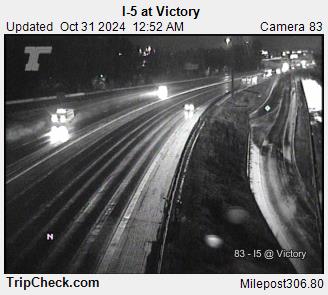 I-5 at Victory
Updated Oct 31 2024 12:52 AM Camera 83
T
N
83 - I5 @ Victory
TripCheck.com Milepost306.80